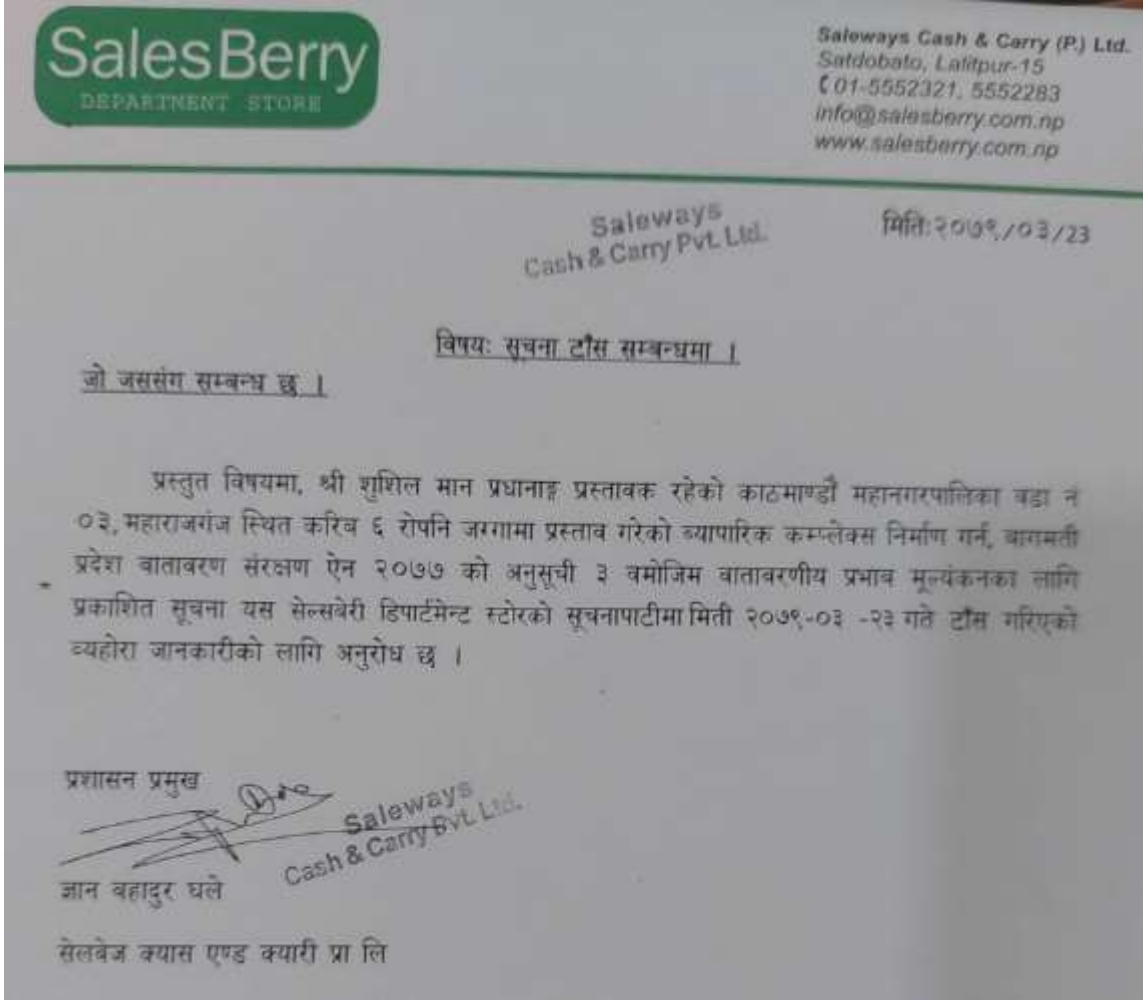 SalesBerry
DEPARTMENT STORE
Saleways Cash & Carry (P.) Ltd.
Satdobato, Lalitpur-15
01-5552321, 5552283
info@salesberry.com.np
www.salesberry.com.np
Saleways
Cash & Carry Pvt. Ltd.
मिति:२०७९/०३/23
विषयः सूचना टाँस सम्बन्धमा ।
जो जससंग सम्बन्ध छ ।
प्रस्तुत विषयमा, श्री शुशिल मान प्रधानाङ्ग प्रस्तावक रहेको काठमाण्डौ महानगरपालिका वडा नं
०३, महाराजगंज स्थित करिव ६ रोपनि जग्गामा प्रस्ताव गरेको व्यापारिक कम्प्लेक्स निर्माण गर्न, वागमती
प्रदेश वातावरण संरक्षण ऐन २०७७ को अनुसूची ३ वमोजिम वातावरणीय प्रभाव मूल्यंकनका लागि
प्रकाशित सूचना यस सेल्सबेरी डिपार्टमेन्ट स्टोरको सूचनापाटीमा मिती २०७९-०३ -२३ गते टाँस गरिएको
व्यहोरा जानकारीको लागि अनुरोध छ ।
प्रशासन प्रमुख
Saleways
Cash & Carry Pvt. Ltd.
ज्ञान वहादुर घले
सेलवेज क्यास एण्ड क्यारी प्रा लि